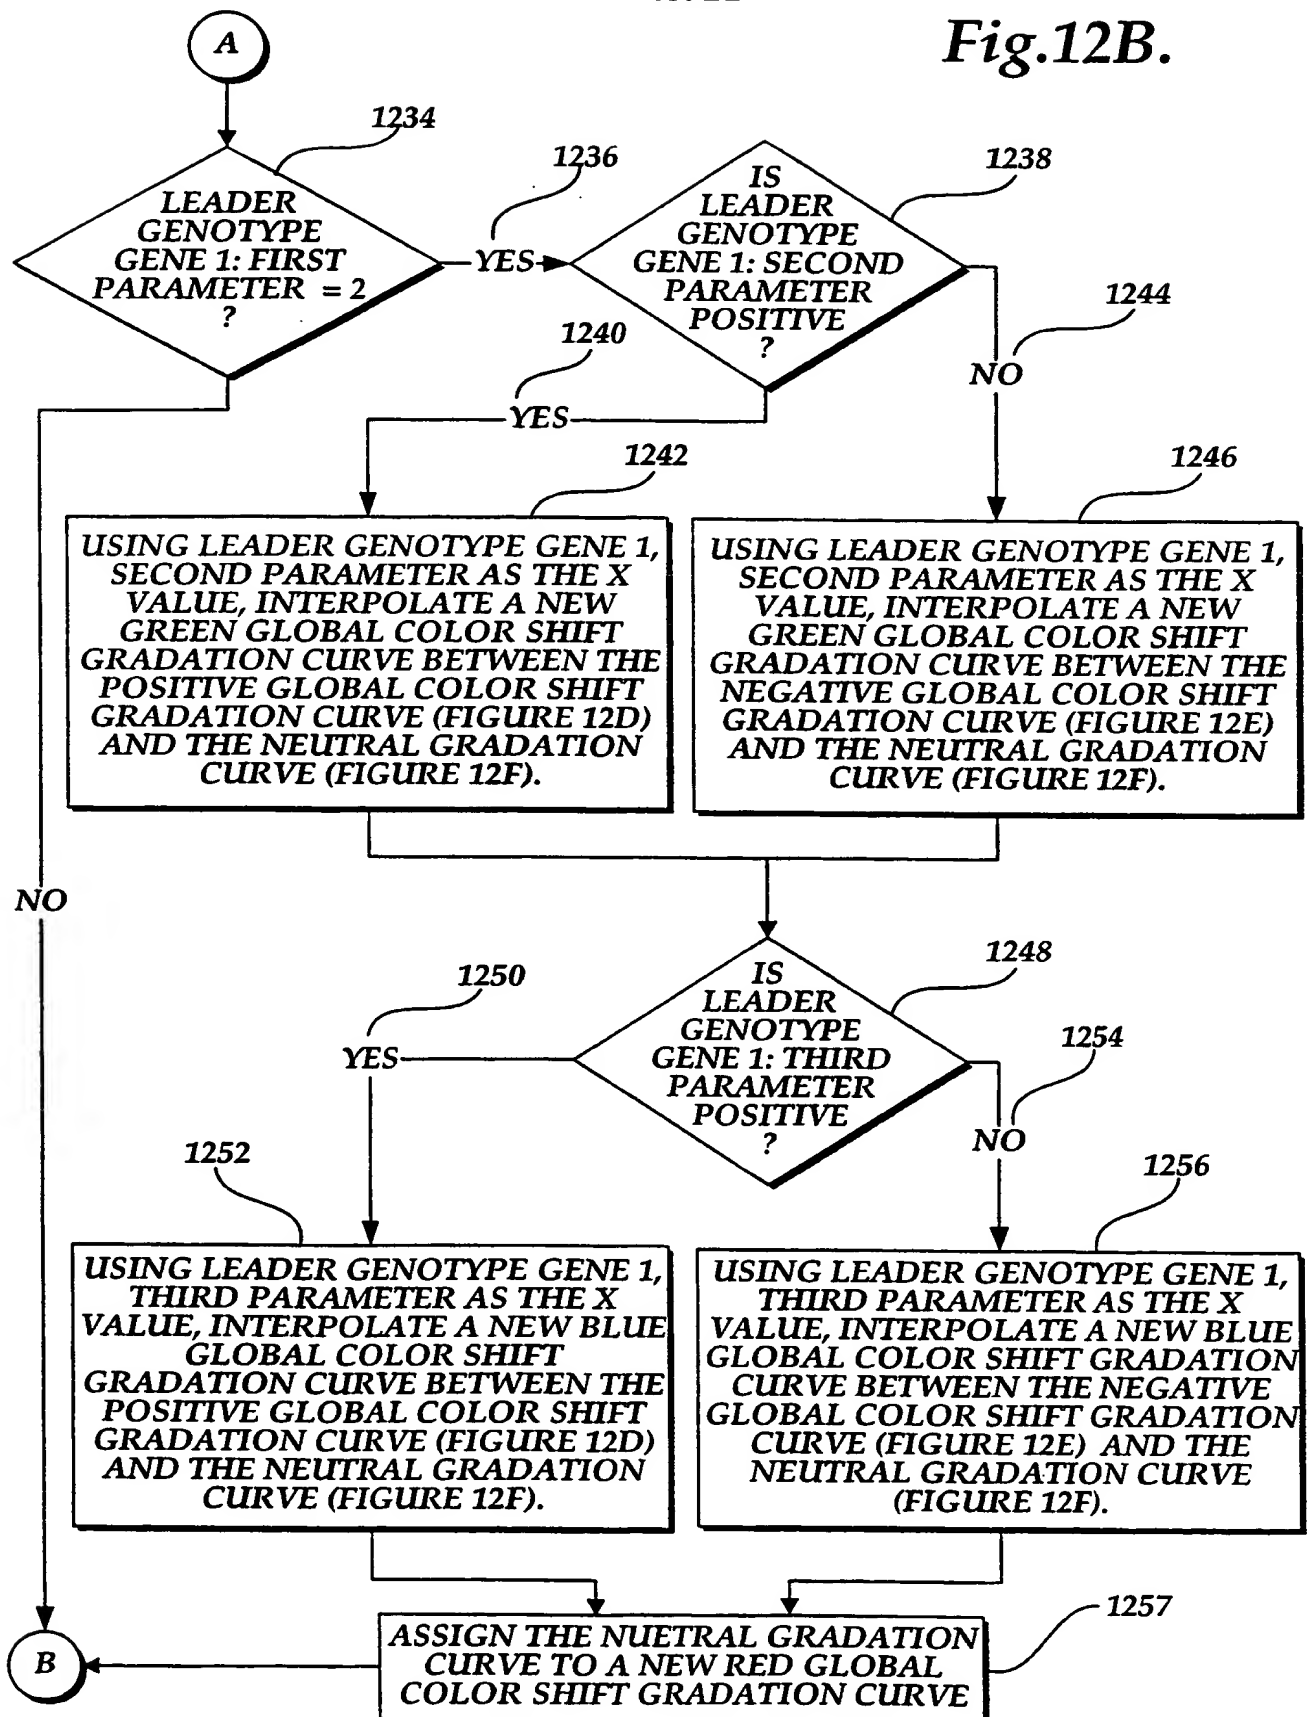 Fig.12B.
A
1234
LEADER
GENOTYPE
GENE 1: FIRST
PARAMETER = 2
?
1236
YES
1238
IS
LEADER
GENOTYPE
GENE 1: SECOND
PARAMETER
POSITIVE
?
1240
YES
1244
NO
1242
USING LEADER GENOTYPE GENE 1,
SECOND PARAMETER AS THE X
VALUE, INTERPOLATE A NEW
GREEN GLOBAL COLOR SHIFT
GRADATION CURVE BETWEEN THE
POSITIVE GLOBAL COLOR SHIFT
GRADATION CURVE (FIGURE 12D)
AND THE NEUTRAL GRADATION
CURVE (FIGURE 12F).
1246
USING LEADER GENOTYPE GENE 1,
SECOND PARAMETER AS THE X
VALUE, INTERPOLATE A NEW
GREEN GLOBAL COLOR SHIFT
GRADATION CURVE BETWEEN THE
NEGATIVE GLOBAL COLOR SHIFT
GRADATION CURVE (FIGURE 12E)
AND THE NEUTRAL GRADATION
CURVE (FIGURE 12F).
NO
1248
IS
LEADER
GENOTYPE
GENE 1: THIRD
PARAMETER
POSITIVE
?
1250
YES
1254
NO
1252
USING LEADER GENOTYPE GENE 1,
THIRD PARAMETER AS THE X
VALUE, INTERPOLATE A NEW BLUE
GLOBAL COLOR SHIFT
GRADATION CURVE BETWEEN THE
POSITIVE GLOBAL COLOR SHIFT
GRADATION CURVE (FIGURE 12D)
AND THE NEUTRAL GRADATION
CURVE (FIGURE 12F).
1256
USING LEADER GENOTYPE GENE 1,
THIRD PARAMETER AS THE X
VALUE, INTERPOLATE A NEW BLUE
GLOBAL COLOR SHIFT GRADATION
CURVE BETWEEN THE NEGATIVE
GLOBAL COLOR SHIFT GRADATION
CURVE (FIGURE 12E) AND THE
NEUTRAL GRADATION CURVE
(FIGURE 12F).
1257
ASSIGN THE NUETRAL GRADATION
CURVE TO A NEW RED GLOBAL
COLOR SHIFT GRADATION CURVE
B